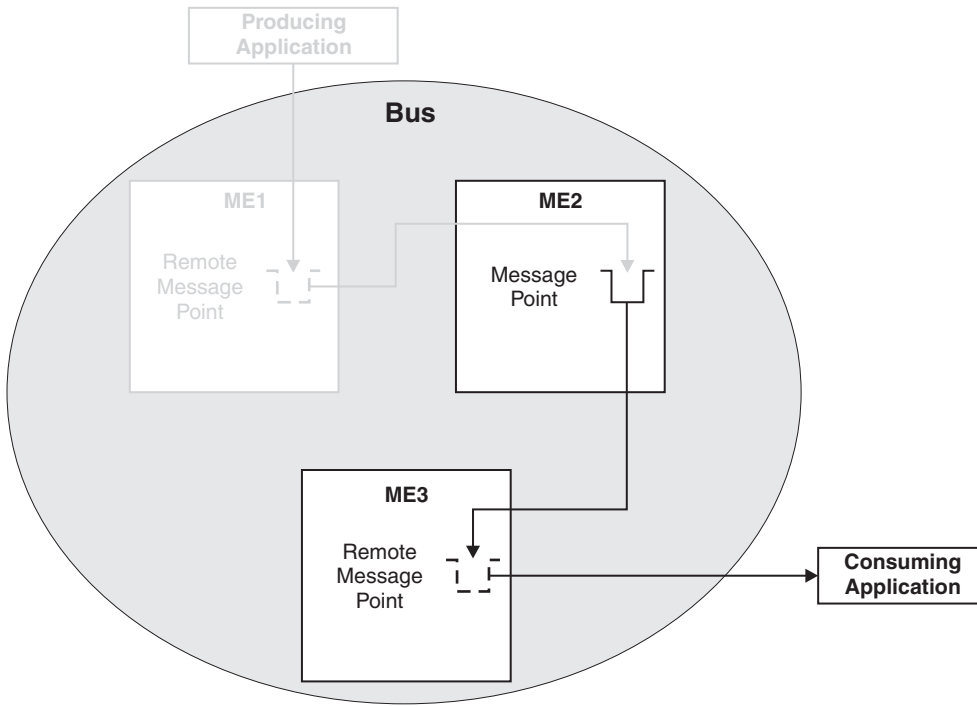 Producing
Application
Bus
ME1
Remote
Message
Point
ME2
Message
Point
ME3
Remote
Message
Point
Consuming
Application